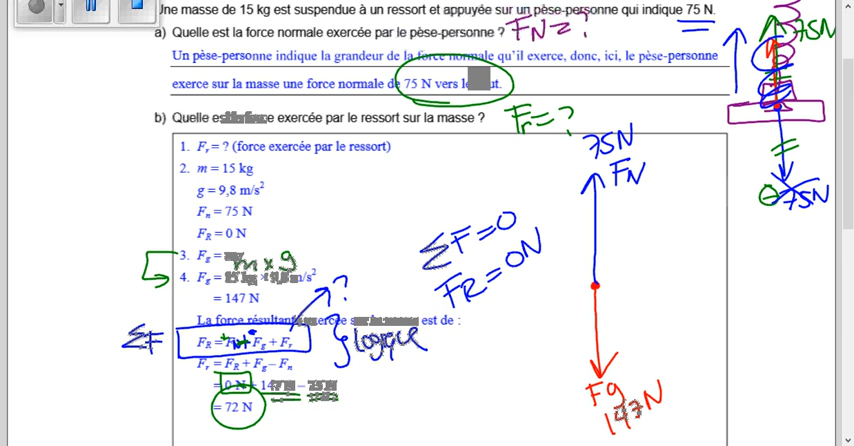 Une masse de 15 kg est suspendue à un ressort et appuyée sur un pèse-personne qui indique 75 N.
a) Quelle est la force normale exercée par le pèse-personne ? FN = ?
Un pèse-personne indique la grandeur de la force normale qu'il exerce, donc, ici, le pèse-personne
exerce sur la masse une force normale de 75 N vers le
75N
75N
b) Quelle exercée par le ressort sur la masse ? Fr = ?
1. Fr = ? (force exercée par le ressort)
2. m = 15 kg
g = 9,8 m/s²
Fn = 75 N
FR = 0 N
3. Fg = m x g
4. Fg = m/s²
= 147 N
75N
FN
ΣF = 0
FR = 0N
?
La force résultante est de :
ΣF
FR = Fg + Fr
logice
Fr = FR + Fg − Fn
= 0 N
= 72 N
Fg
147N